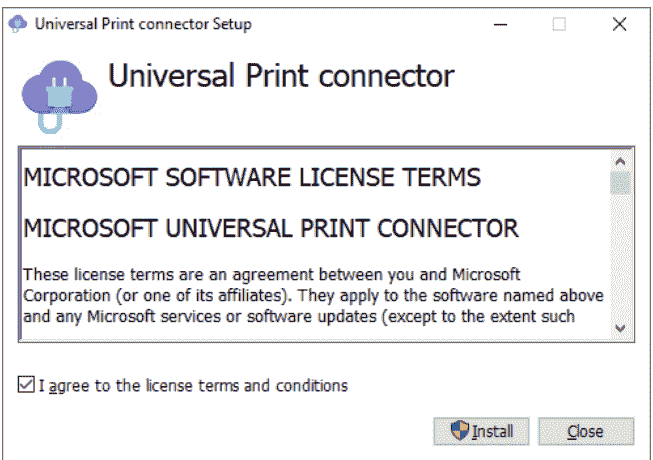 Universal Print connector Setup
Universal Print connector
MICROSOFT SOFTWARE LICENSE TERMS
MICROSOFT UNIVERSAL PRINT CONNECTOR
These license terms are an agreement between you and Microsoft
Corporation (or one of its affiliates). They apply to the software named above
and any Microsoft services or software updates (except to the extent such
I agree to the license terms and conditions
Install Close